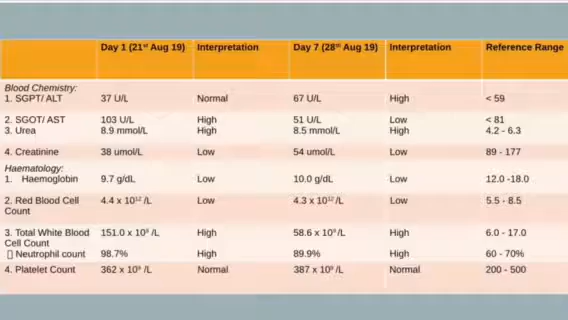 Day 1 (21st Aug 19) Interpretation Day 7 (28th Aug 19) Interpretation Reference Range
Blood Chemistry:
1. SGPT/ ALT 37 U/L Normal 67 U/L High < 59
2. SGOT/ AST 103 U/L High 51 U/L Low < 81
3. Urea 8.9 mmol/L High 8.5 mmol/L High 4.2 - 6.3
4. Creatinine 38 umol/L Low 54 umol/L Low 89 - 177
Haematology:
1. Haemoglobin 9.7 g/dL Low 10.0 g/dL Low 12.0 -18.0
2. Red Blood Cell 4.4 x 10¹² /L Low 4.3 x 10¹² /L Low 5.5 - 8.5
Count
3. Total White Blood 151.0 x 10⁹ /L High 58.6 x 10⁹ /L High 6.0 - 17.0
Cell Count
Neutrophil count 98.7% High 89.9% High 60 - 70%
4. Platelet Count 362 x 10⁹ /L Normal 387 x 10⁹ /L Normal 200 - 500